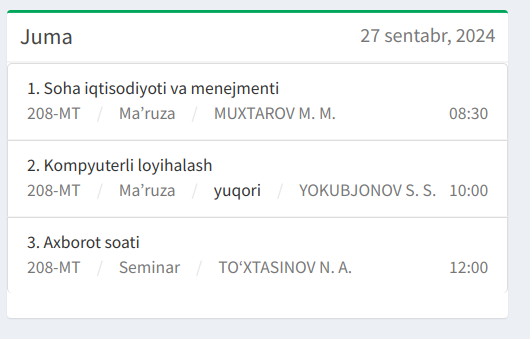 Juma 27 sentabr, 2024
1. Soha iqtisodiyoti va menejmenti
208-MT / Ma’ruza / MUXTAROV M. M. 08:30
2. Kompyuterli loyihalash
208-MT / Ma’ruza / yuqori / YOKUBJONOV S. S. 10:00
3. Axborot soati
208-MT / Seminar / TO‘XTASINOV N. A. 12:00